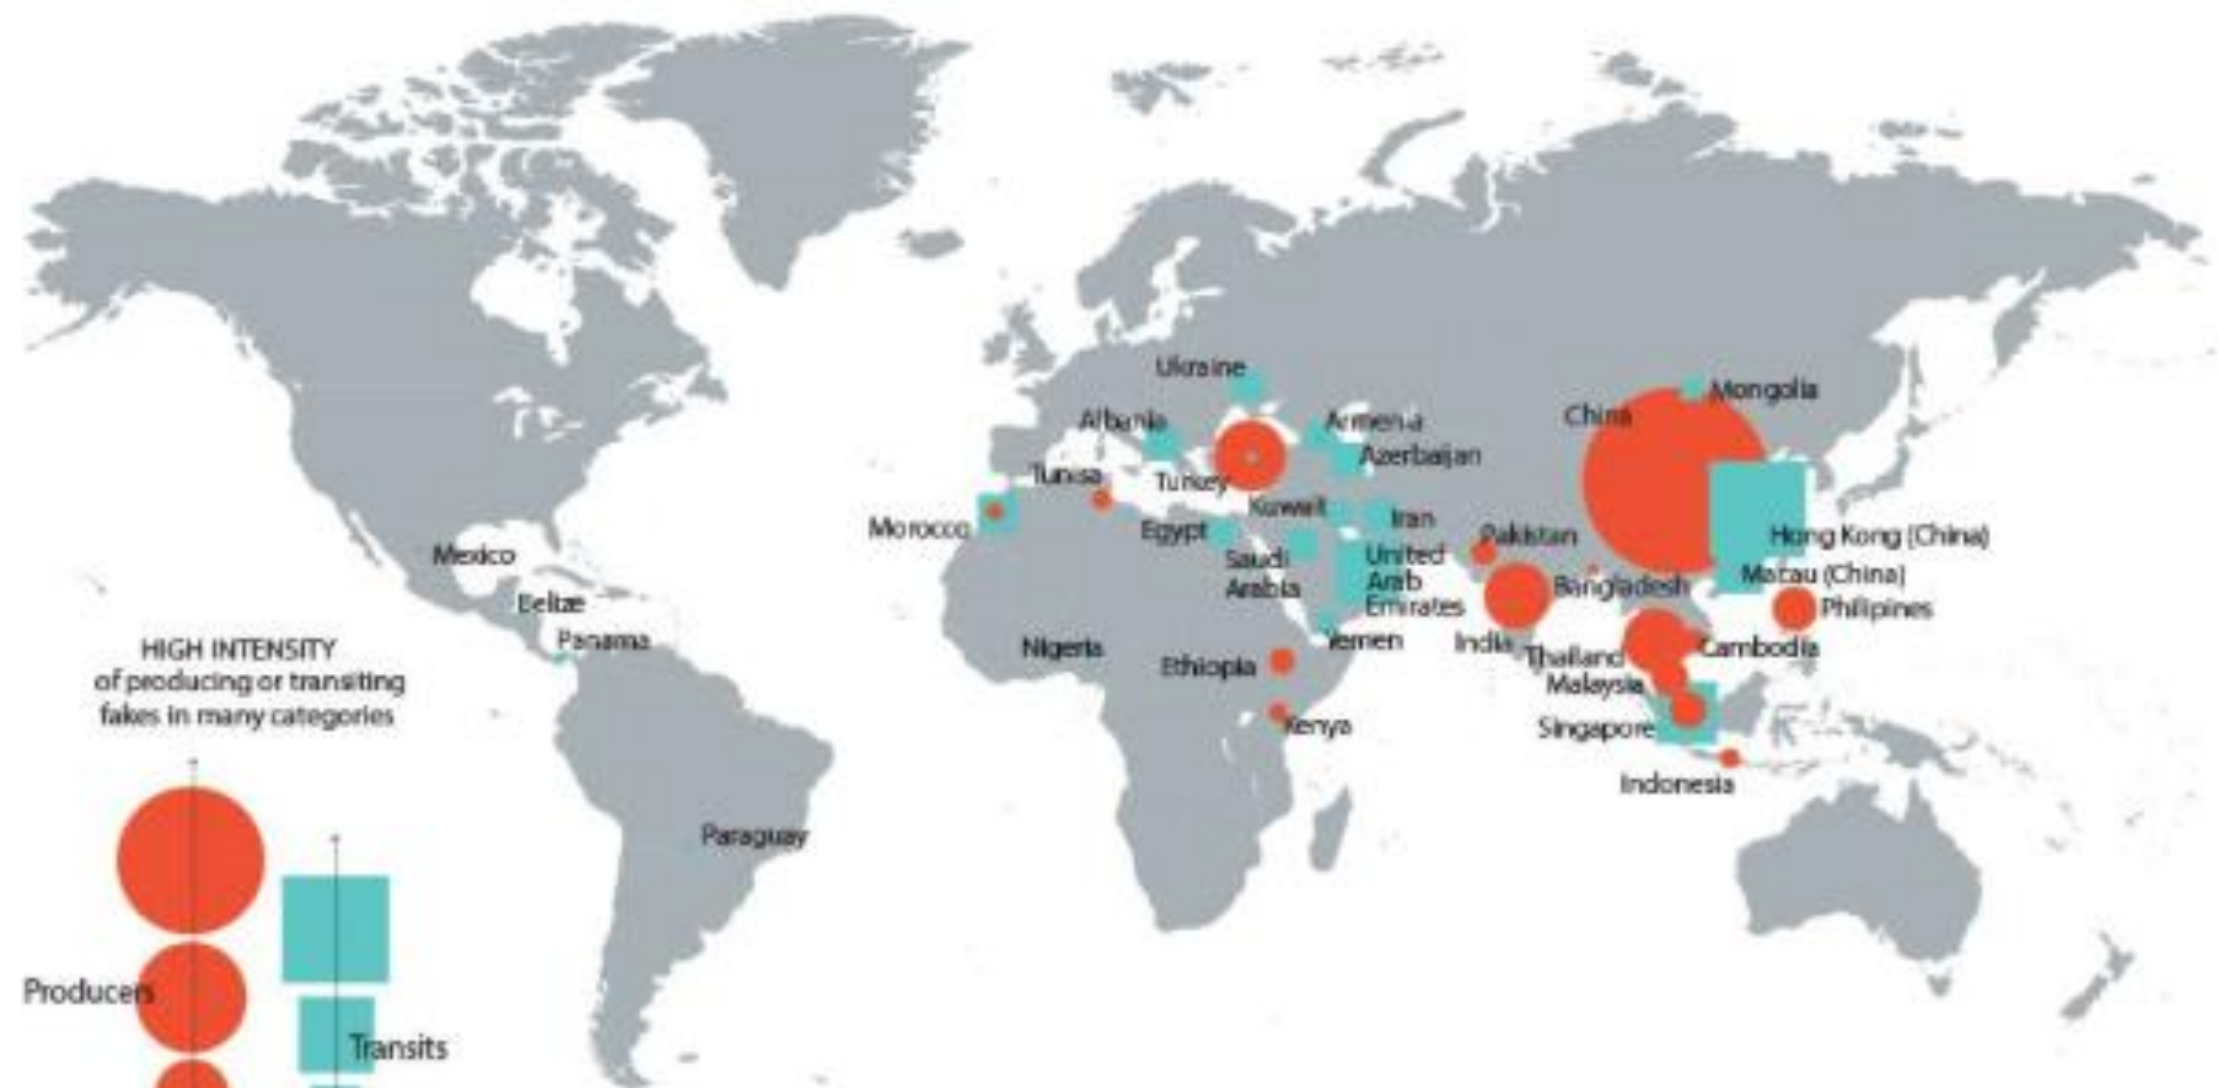 Ukraine
Mongolia
China
Albania
Armen-a
Azerbaijan
Tunisa
Turkey
Kuwait
Iran
Morocco
Egypt
Pakistan
Hong Kong (China)
Mexico
Saudi
Arabia
United
Arab
Emirates
Bangladesh
Macau (China)
Belize
Philipines
Panama
Nigeria
Yemen
India
Thailand
Cambodia
Ethiopia
Malaysia
Kenya
Singapore
Indonesia
Paraguay
HIGH INTENSITY
of producing or transiting
fakes in many categories
Producers
Transits